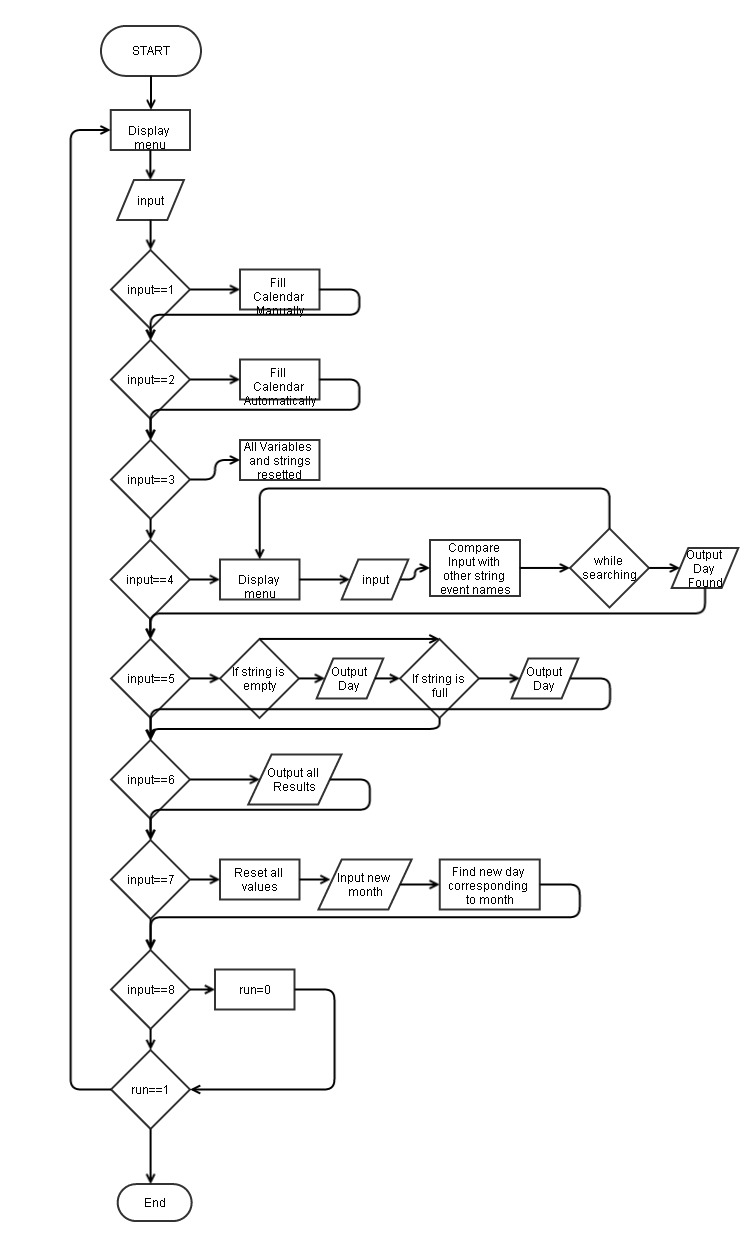 START
Display
menu
input
input==1
Fill
Calendar
Manually
input==2
Fill
Calendar
Automatically
input==3
All Variables
and strings
resetted
input==4
Display
menu
input
Compare
Input with
other string
event names
while
searching
Output
Day
Found
input==5
If string is
empty
Output
Day
If string is
full
Output
Day
input==6
Output all
Results
input==7
Reset all
values
Input new
month
Find new day
corresponding
to month
input==8
run=0
run==1
End